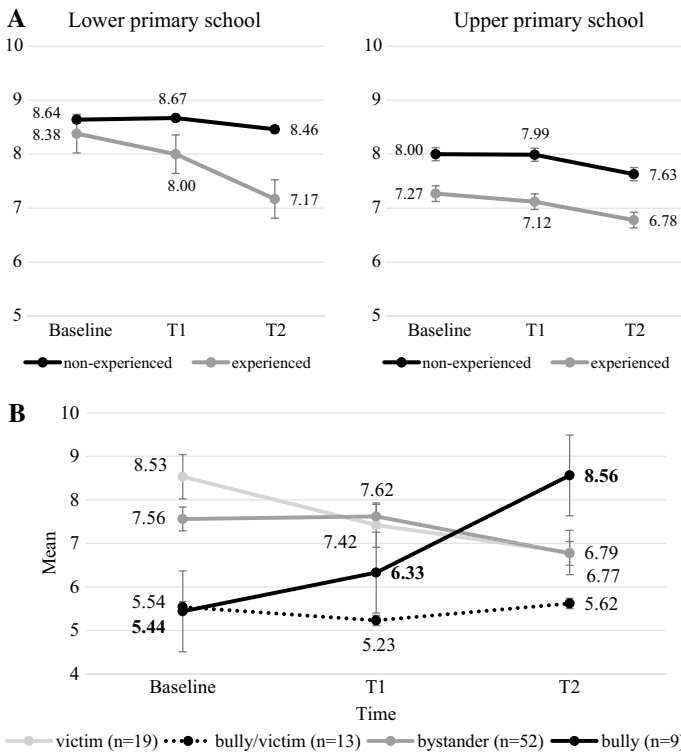 A Lower primary school Upper primary school
10 10
9 9
8.64 8.67 8.46
8.38 8.00 7.17
8 8
8.00 7.99 7.63
7.27 7.12 6.78
7 7
6 6
5 5
Baseline T1 T2 Baseline T1 T2
non-experienced experienced non-experienced experienced
B
10
9
8.53
8.56
8
7.56 7.62
7.42
7
6.79
6.77
6.33
6
5.54 5.62
5.44
5.23
5
4
Mean
Baseline T1 T2
Time
victim (n=19) bully/victim (n=13) bystander (n=52) bully (n=9)